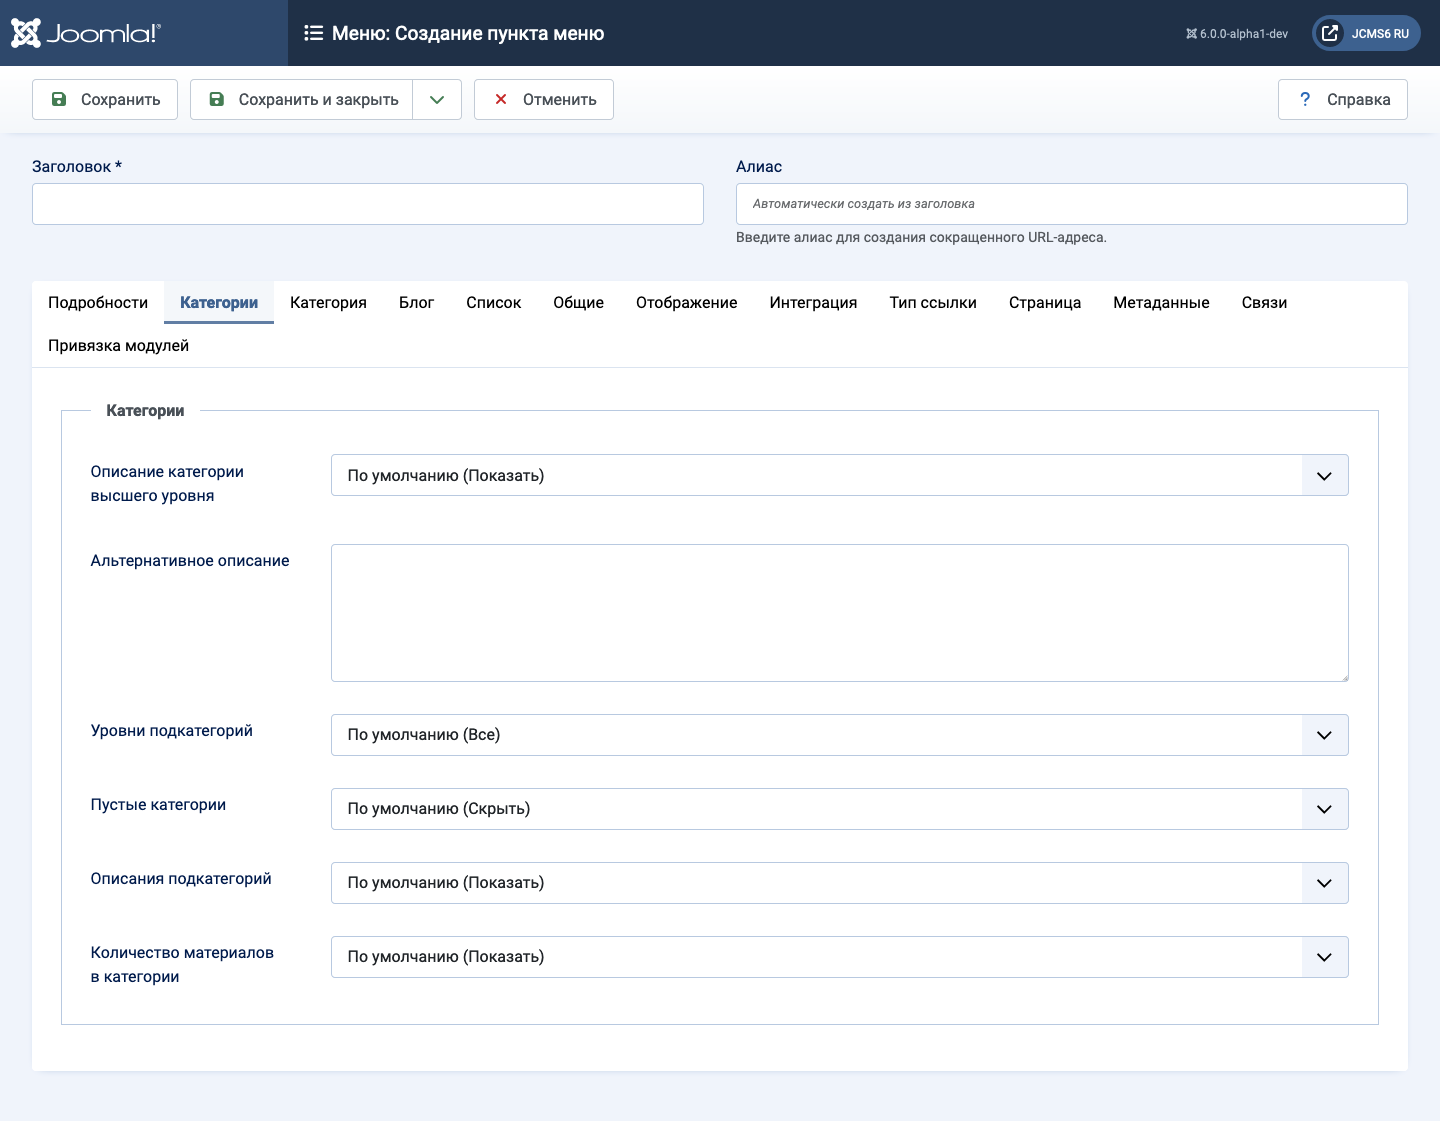 Joomla!®
Меню: Создание пункта меню
6.0.0-alpha1-dev
JCMS6 RU
Сохранить
Сохранить и закрыть
Отменить
? Справка
Заголовок *
Алиас
Автоматически создать из заголовка
Введите алиас для создания сокращенного URL-адреса.
Подробности Категории Категория Блог Список Общие Отображение Интеграция Тип ссылки Страница Метаданные Связи
Привязка модулей
Категории
Описание категории
высшего уровня
По умолчанию (Показать)
Альтернативное описание
Уровни подкатегорий
По умолчанию (Все)
Пустые категории
По умолчанию (Скрыть)
Описания подкатегорий
По умолчанию (Показать)
Количество материалов
в категории
По умолчанию (Показать)